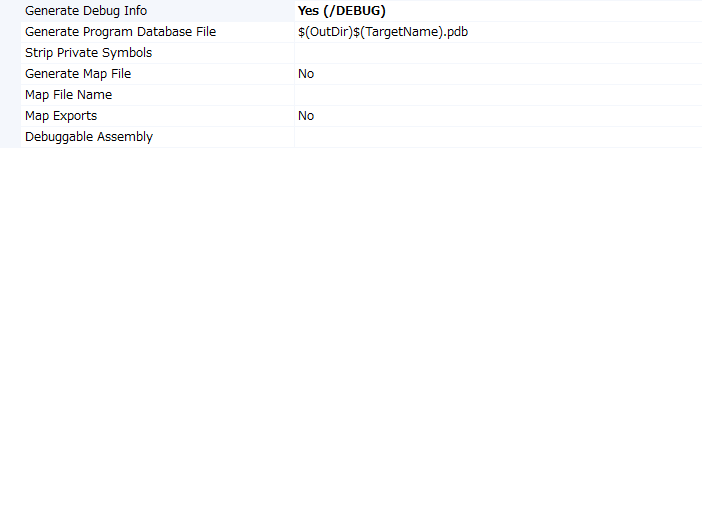 Generate Debug Info Yes (/DEBUG)
Generate Program Database File $(OutDir)$(TargetName).pdb
Strip Private Symbols
Generate Map File No
Map File Name
Map Exports No
Debuggable Assembly